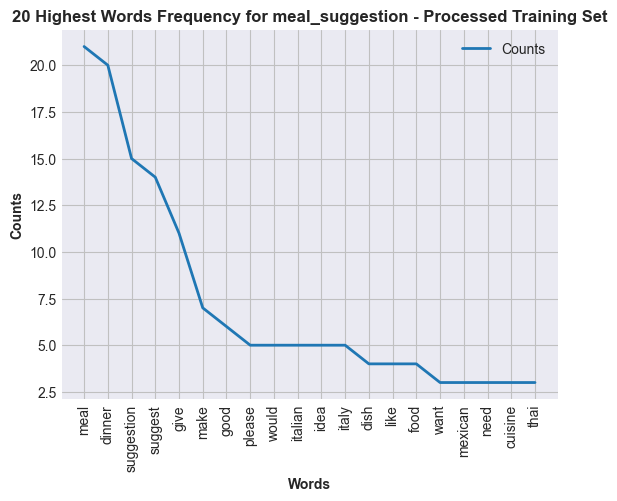 20 Highest Words Frequency for meal_suggestion - Processed Training Set
Counts
20.0
17.5
15.0
12.5
10.0
7.5
5.0
2.5
Counts
meal
dinner
suggestion
suggest
give
make
good
please
would
italian
idea
italy
dish
like
food
want
mexican
need
cuisine
thai
Words